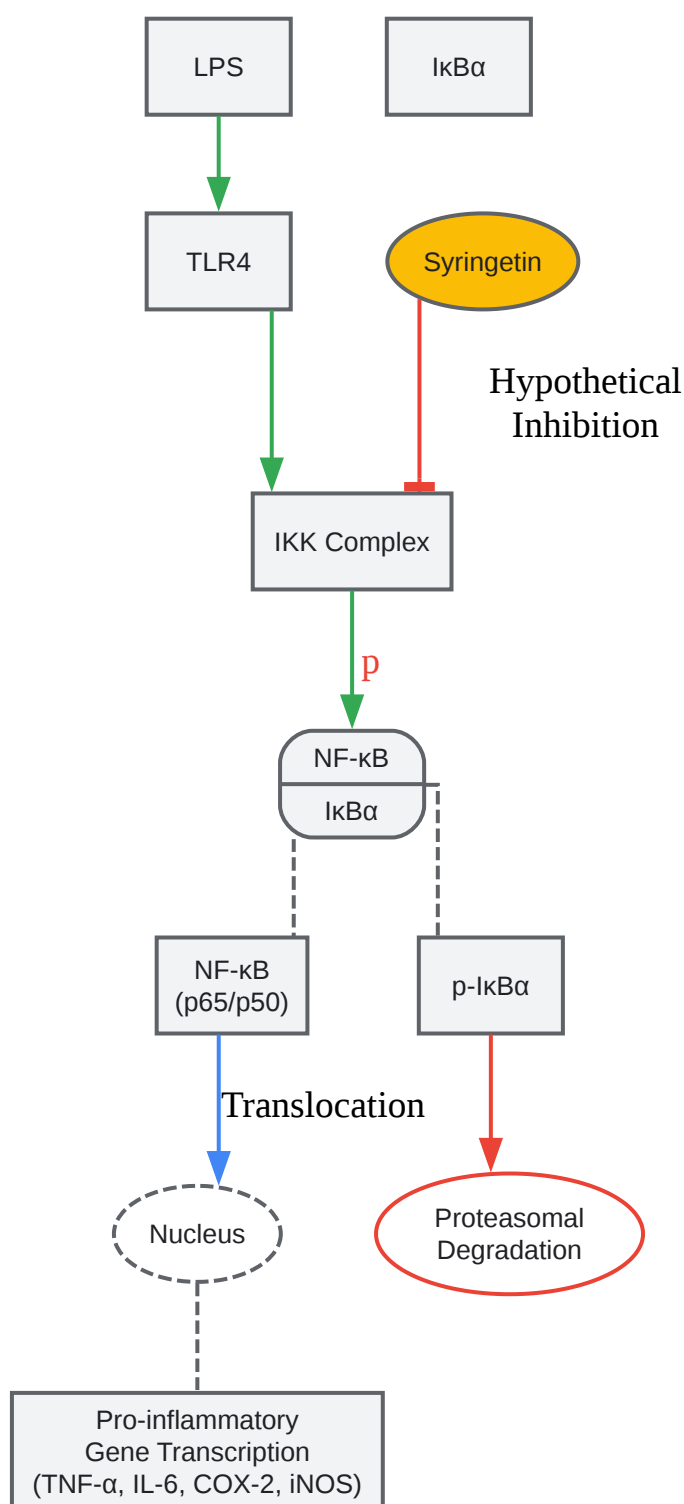 LPS
IκBα
TLR4
Syringetin
Hypothetical
Inhibition
IKK Complex
p
NF-κB
IκBα
NF-κB
(p65/p50)
p-IκBα
Translocation
Nucleus
Proteasomal
Degradation
Pro-inflammatory
Gene Transcription
(TNF-α, IL-6, COX-2, iNOS)